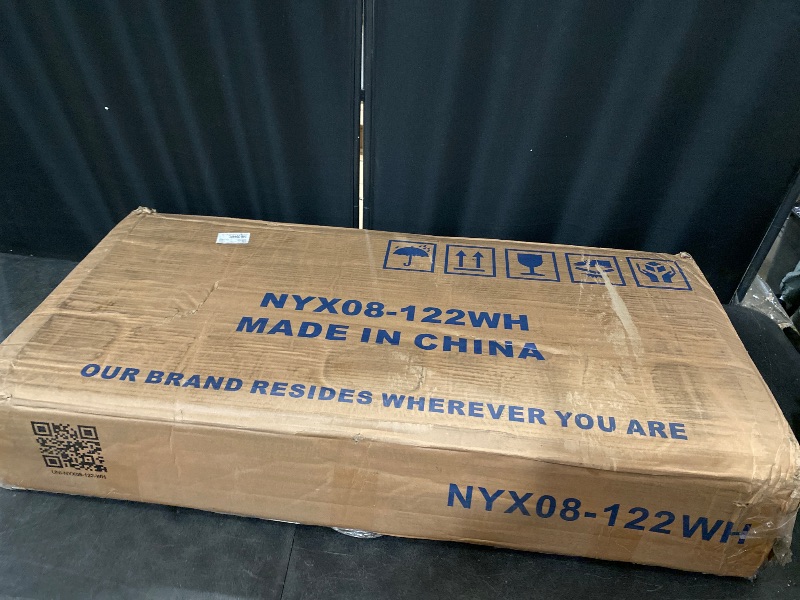 NYX08-122WH
MADE IN CHINA
OUR BRAND RESIDES WHEREVER YOU ARE
NYX08-122WH